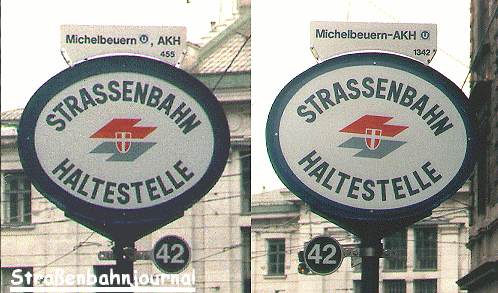 Michelbeuern U, AKH
455
STRASSENBAHN
HALTESTELLE
42
Straßenbahnjournal
Michelbeuern-AKH U
1342
STRASSENBAHN
HALTESTELLE
42